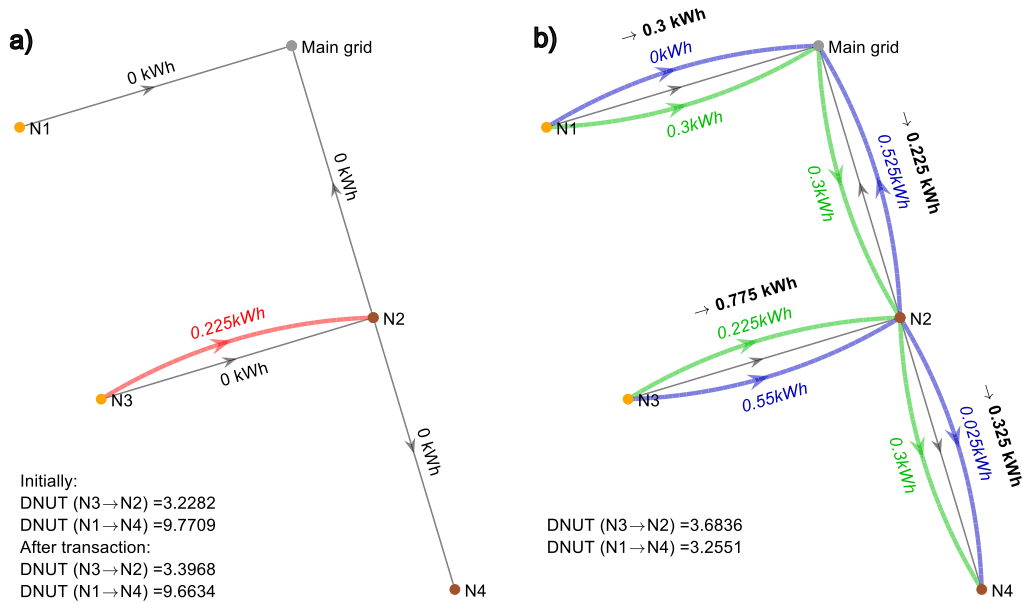 a)
0 kWh
Main grid
N1
0 kWh
0.225kWh
N2
0 kWh
N3
0 kWh
N4
Initially:
DNUT (N3→N2) =3.2282
DNUT (N1→N4) =9.7709
After transaction:
DNUT (N3→N2) =3.3968
DNUT (N1→N4) =9.6634
b)
→ 0.3 kWh
0kWh
Main grid
N1
0.3kWh
→ 0.225 kWh
0.525kWh
0.3kWh
→ 0.775 kWh
0.225kWh
N2
N3
0.55kWh
→ 0.325 kWh
0.025kWh
0.3kWh
DNUT (N3→N2) =3.6836
DNUT (N1→N4) =3.2551
N4